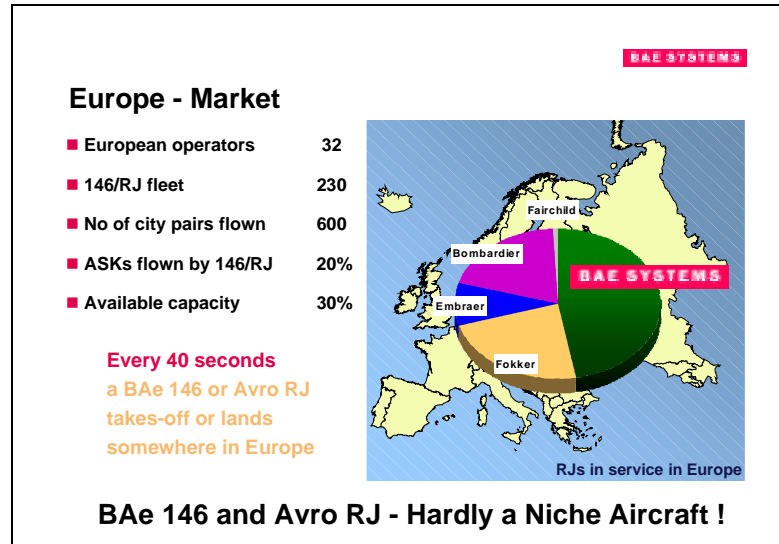 BAE SYSTEMS
Europe - Market
European operators 32
146/RJ fleet 230
No of city pairs flown 600
ASKs flown by 146/RJ 20%
Available capacity 30%
Every 40 seconds
a BAe 146 or Avro RJ
takes-off or lands
somewhere in Europe
Fairchild
Bombardier
BAE SYSTEMS
Embraer
Fokker
RJs in service in Europe
BAe 146 and Avro RJ - Hardly a Niche Aircraft !